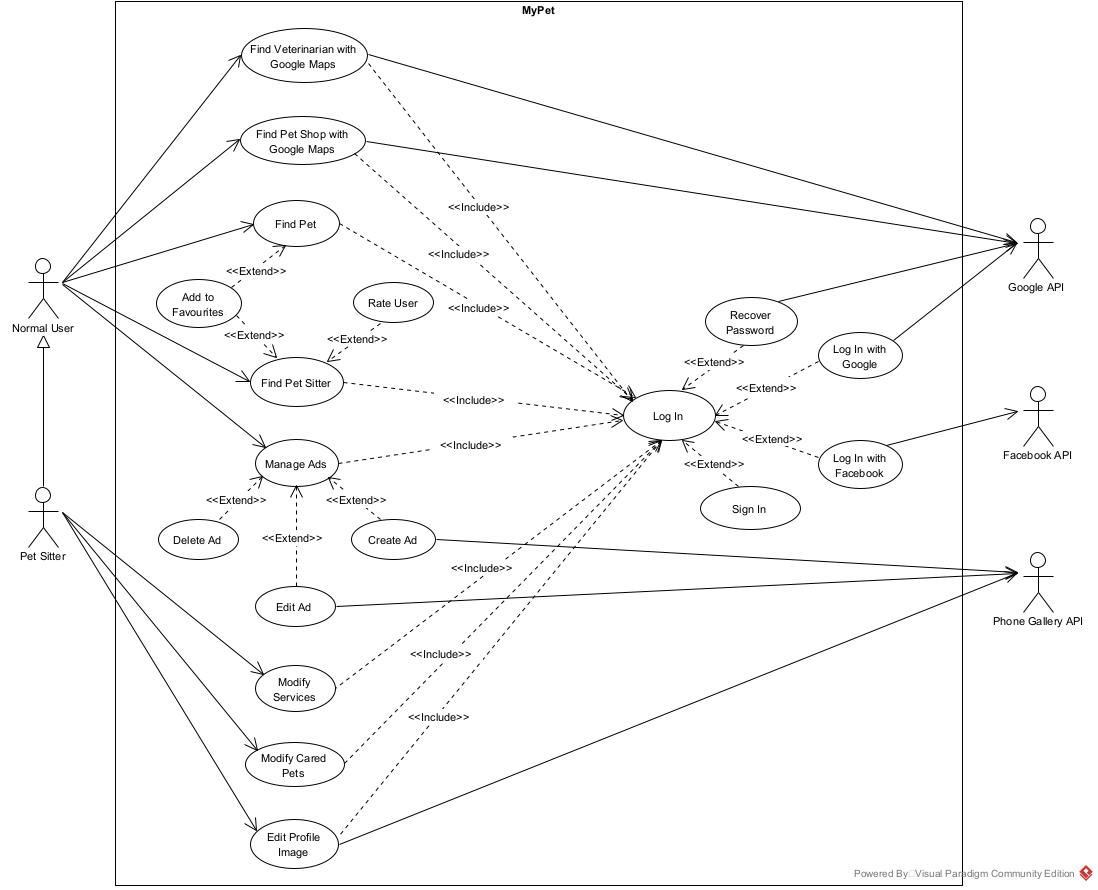 MyPet
Find Veterinarian with
Google Maps
Find Pet Shop with
Google Maps
<<Include>>
Find Pet
<<Include>>
<<Extend>>
Google API
Add to
Favourites
Rate User
<<Include>>
Normal User
Recover
Password
<<Extend>>
<<Extend>>
Log In with
Google
<<Extend>>
Find Pet Sitter
<<Extend>>
<<Include>>
Log In
<<Include>>
<<Extend>>
Facebook API
Manage Ads
<<Extend>>
Log In with
Facebook
<<Extend>>
<<Extend>>
Sign In
Delete Ad
<<Extend>>
Create Ad
Pet Sitter
<<Include>>
Edit Ad
Phone Gallery API
<<Include>>
Modify
Services
<<Include>>
Modify Cared
Pets
Edit Profile
Image
Powered By Visual Paradigm Community Edition